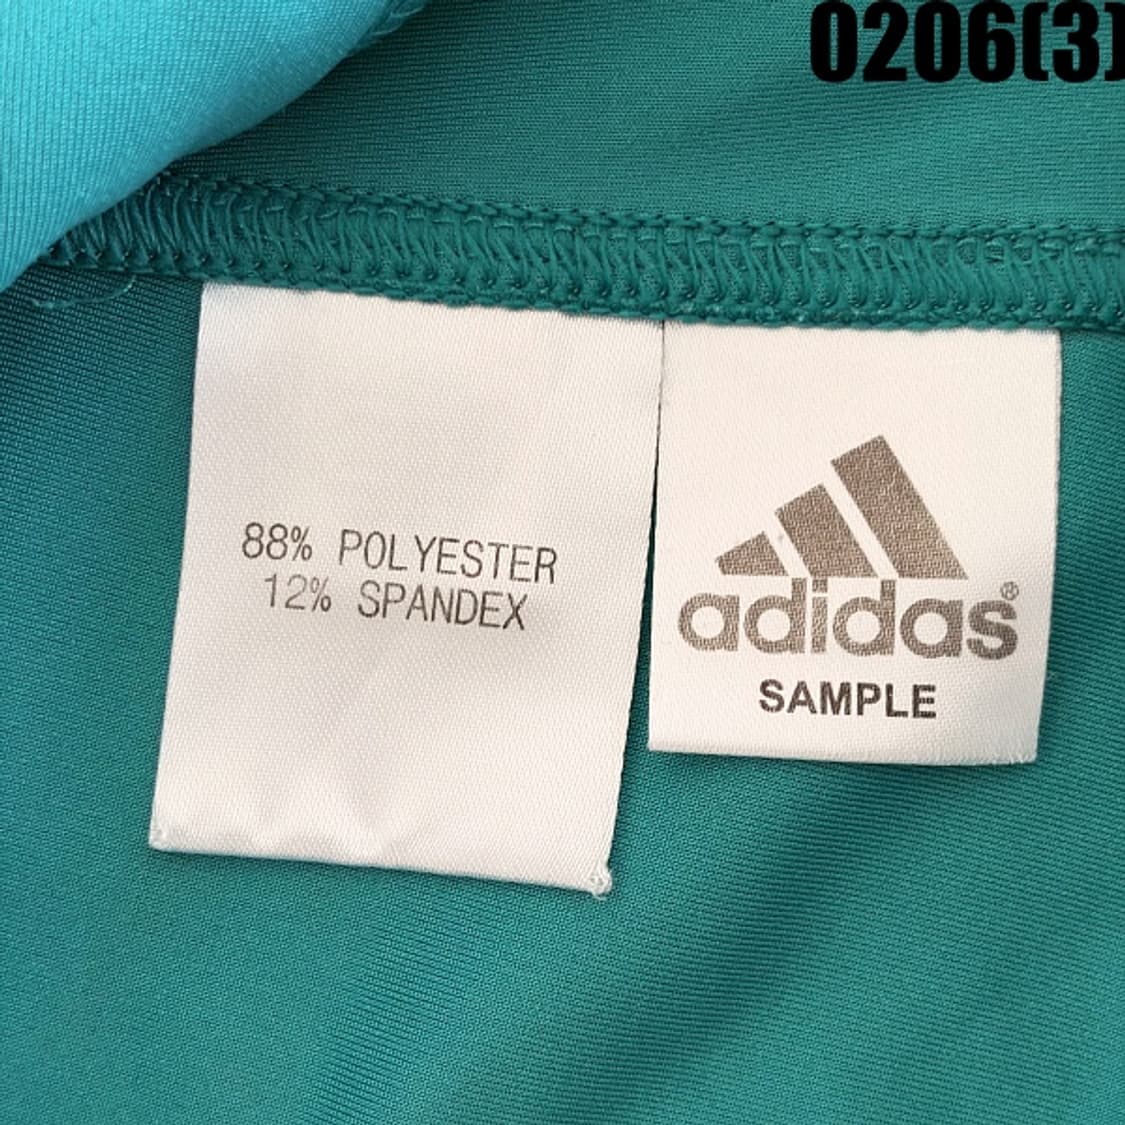 0206(3)
88% POLYESTER
12% SPANDEX
adidas®
SAMPLE